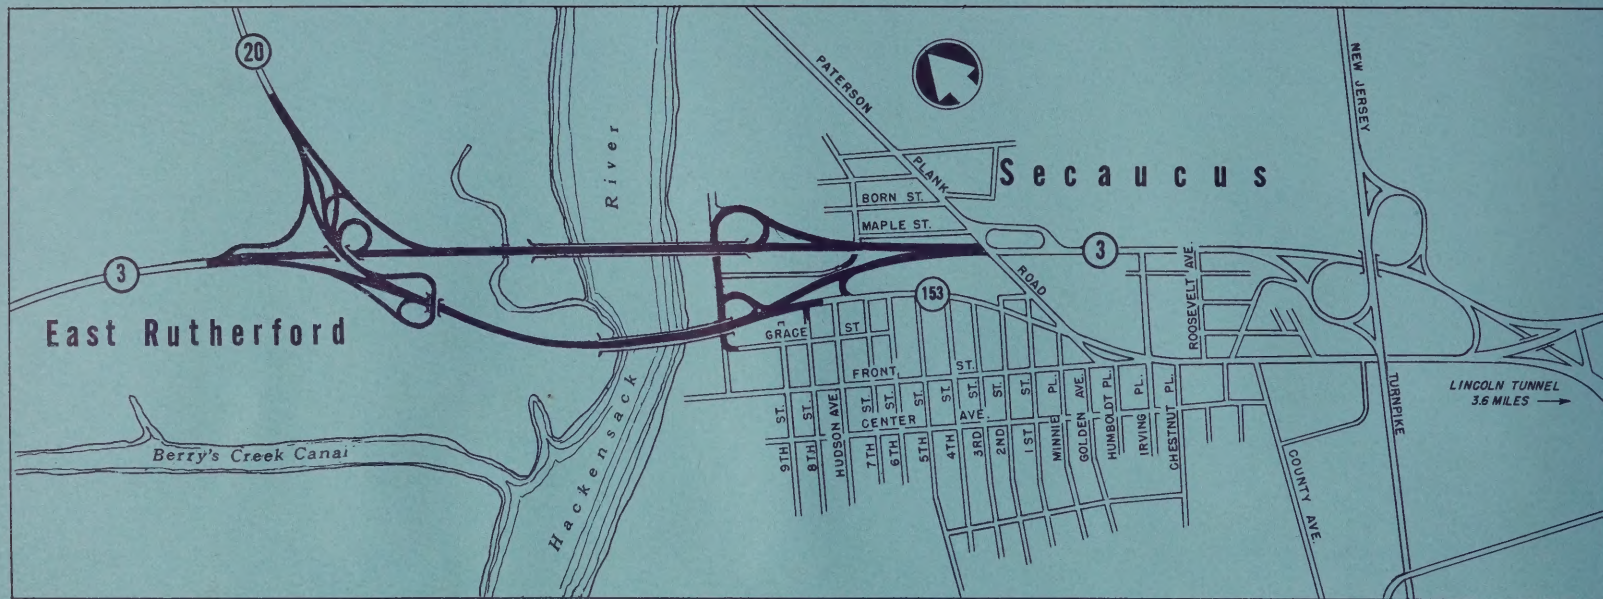 20
River
PATERSON
PLANK
ROAD
NEW JERSEY
TURNPIKE
Secaucus
BORN ST.
MAPLE ST.
3
3
153
ROOSEVELT AVE.
East Rutherford
GRACE ST
FRONT ST.
CENTER AVE.
LINCOLN TUNNEL
3.6 MILES
Hackensack
Berry's Creek Canal
9TH ST.
8TH ST.
HUDSON AVE.
7TH ST.
6TH ST.
5TH ST.
4TH ST.
3RD ST.
2ND ST.
1ST ST.
MINNIE PL.
GOLDEN AVE.
HUMBOLDT PL.
IRVING PL.
CHESTNUT PL.
COUNTY AVE.